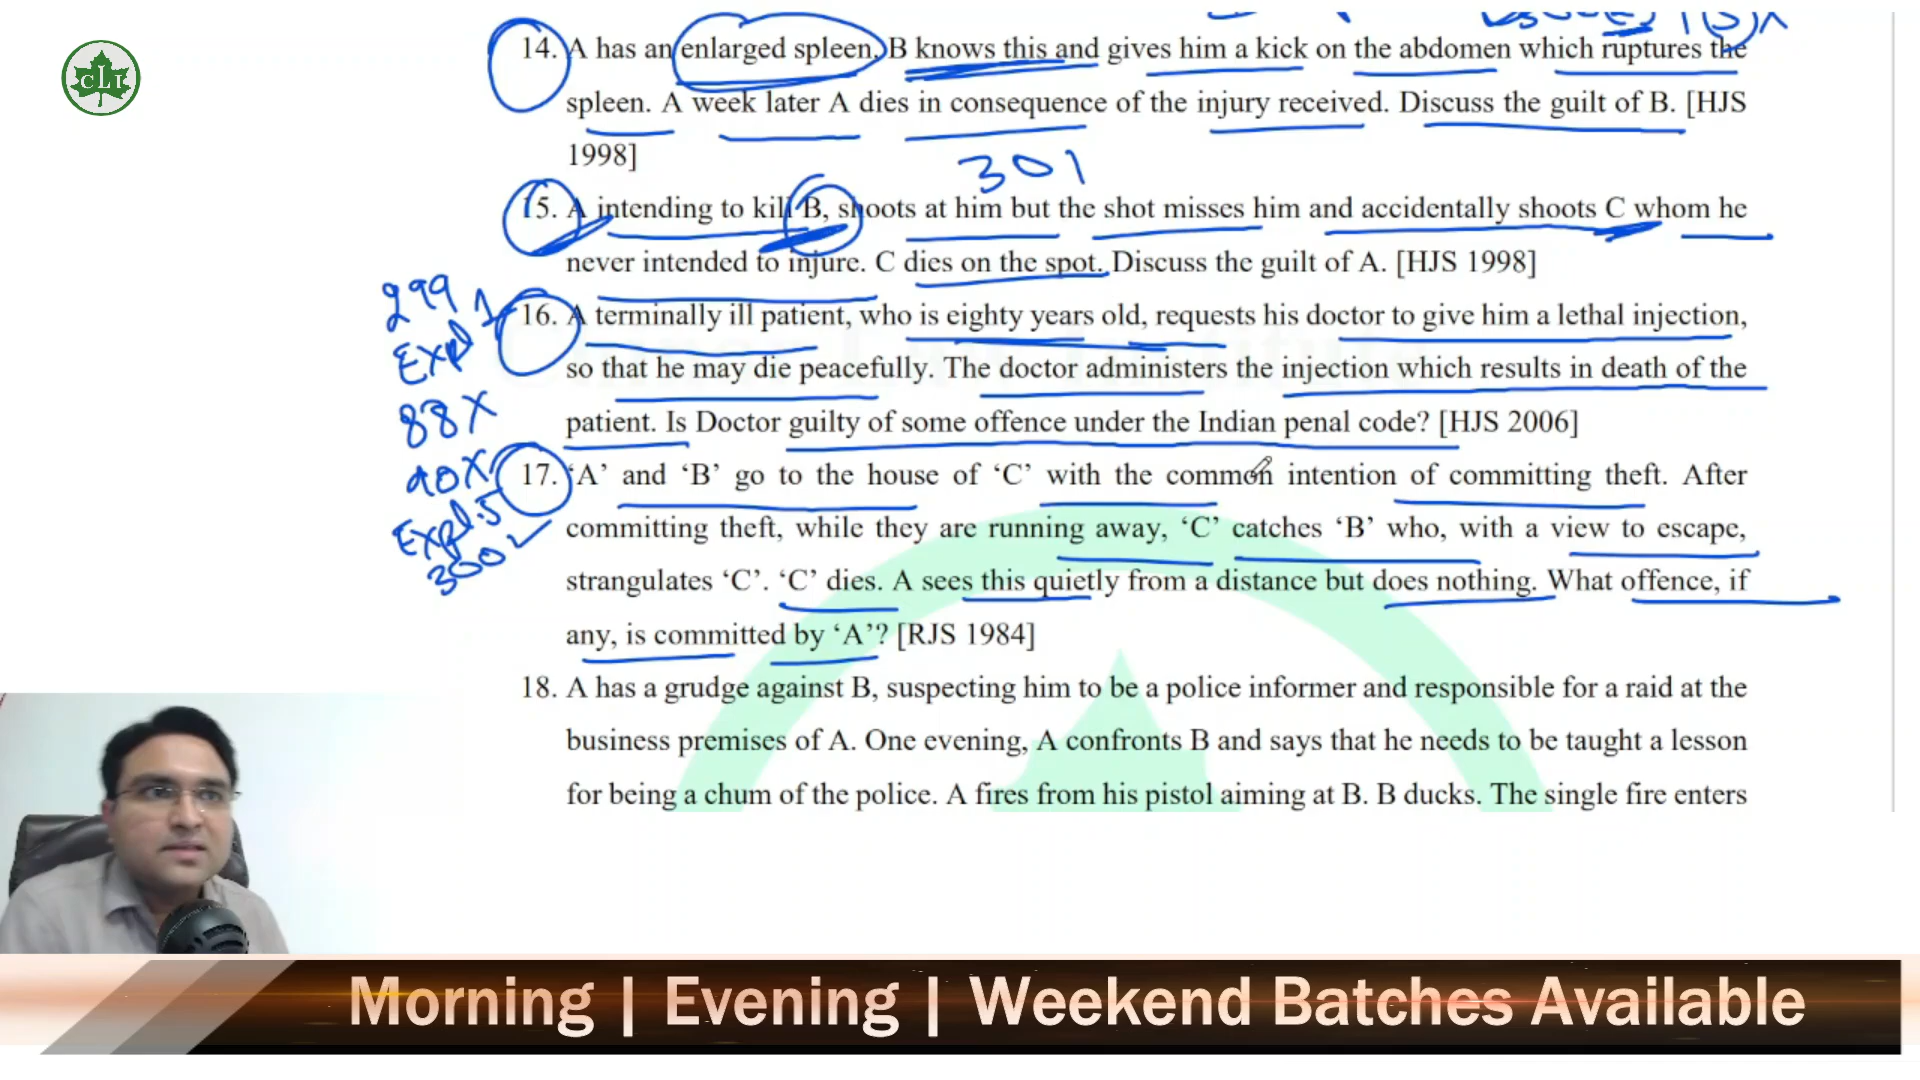 CLI
14. A has an enlarged spleen. B knows this and gives him a kick on the abdomen which ruptures the
spleen. A week later A dies in consequence of the injury received. Discuss the guilt of B. [HJS
1998]
301
15. A intending to kill B, shoots at him but the shot misses him and accidentally shoots C whom he
never intended to injure. C dies on the spot. Discuss the guilt of A. [HJS 1998]
299
Expl 1
16. A terminally ill patient, who is eighty years old, requests his doctor to give him a lethal injection,
so that he may die peacefully. The doctor administers the injection which results in death of the
88 X
patient. Is Doctor guilty of some offence under the Indian penal code? [HJS 2006]
90 X
17. ‘A’ and ‘B’ go to the house of ‘C’ with the common intention of committing theft. After
Expl. 5
committing theft, while they are running away, ‘C’ catches ‘B’ who, with a view to escape,
300
strangulates ‘C’. ‘C’ dies. A sees this quietly from a distance but does nothing. What offence, if
any, is committed by ‘A’? [RJS 1984]
18. A has a grudge against B, suspecting him to be a police informer and responsible for a raid at the
business premises of A. One evening, A confronts B and says that he needs to be taught a lesson
for being a chum of the police. A fires from his pistol aiming at B. B ducks. The single fire enters
Morning | Evening | Weekend Batches Available